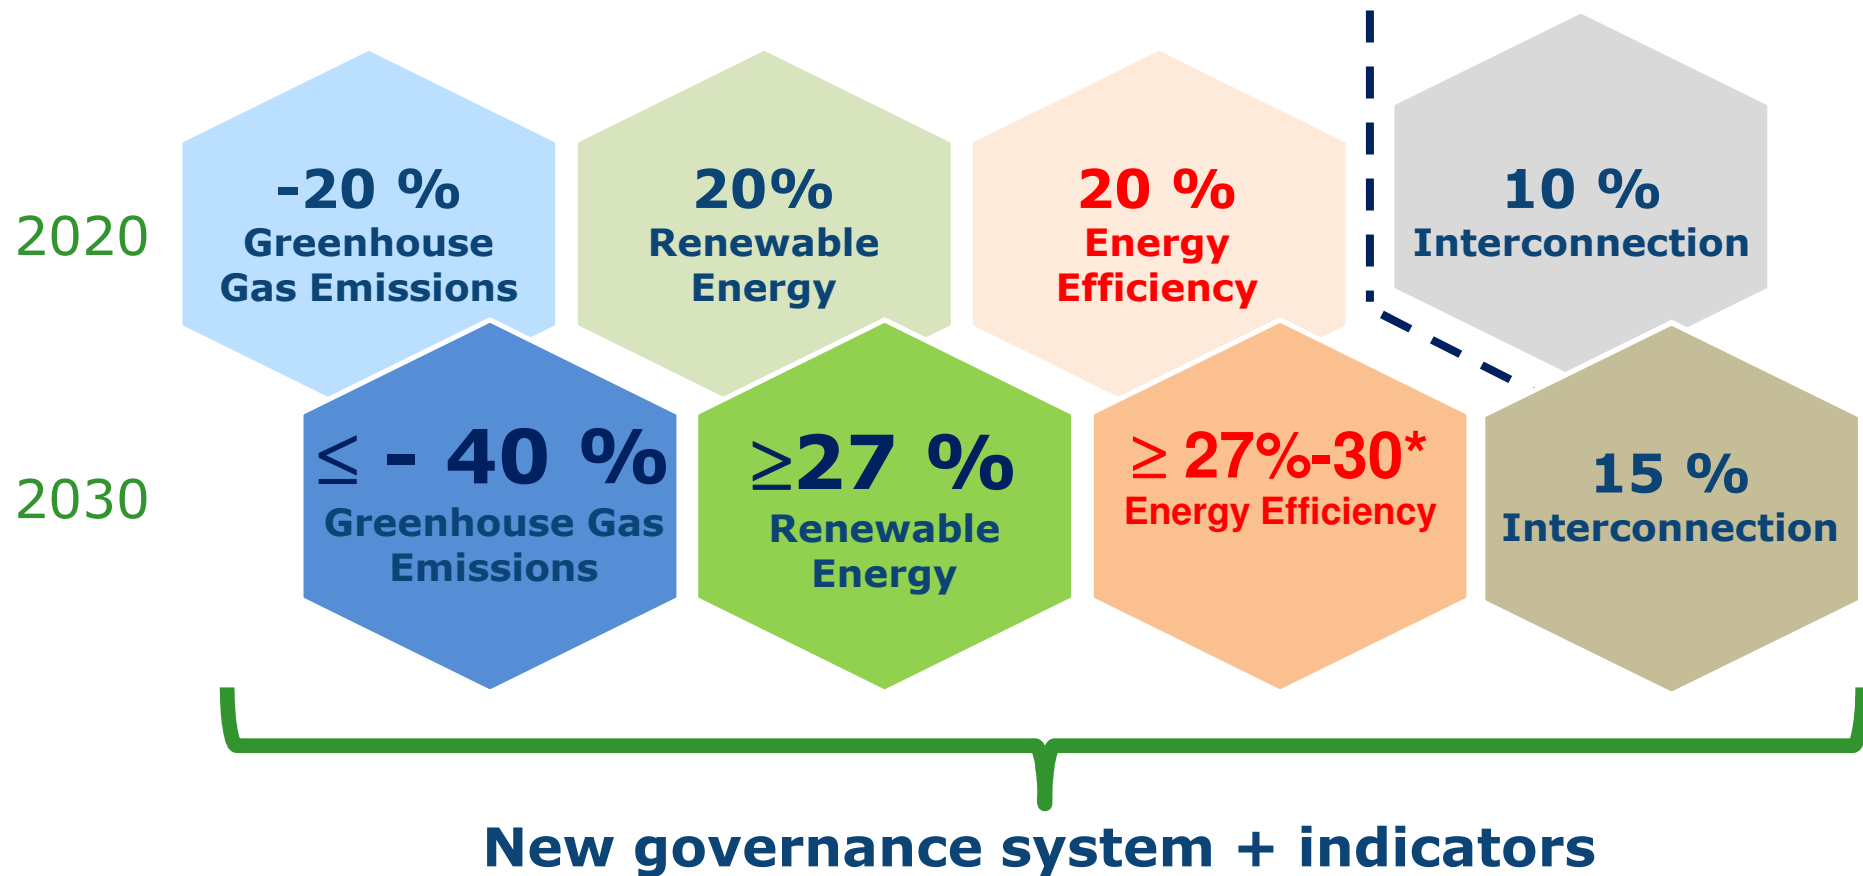 2020
-20 %
Greenhouse
Gas Emissions
20%
Renewable
Energy
20 %
Energy
Efficiency
10 %
Interconnection
2030
≤ - 40 %
Greenhouse Gas
Emissions
≥27 %
Renewable
Energy
≥ 27%-30*
Energy Efficiency
15 %
Interconnection
New governance system + indicators